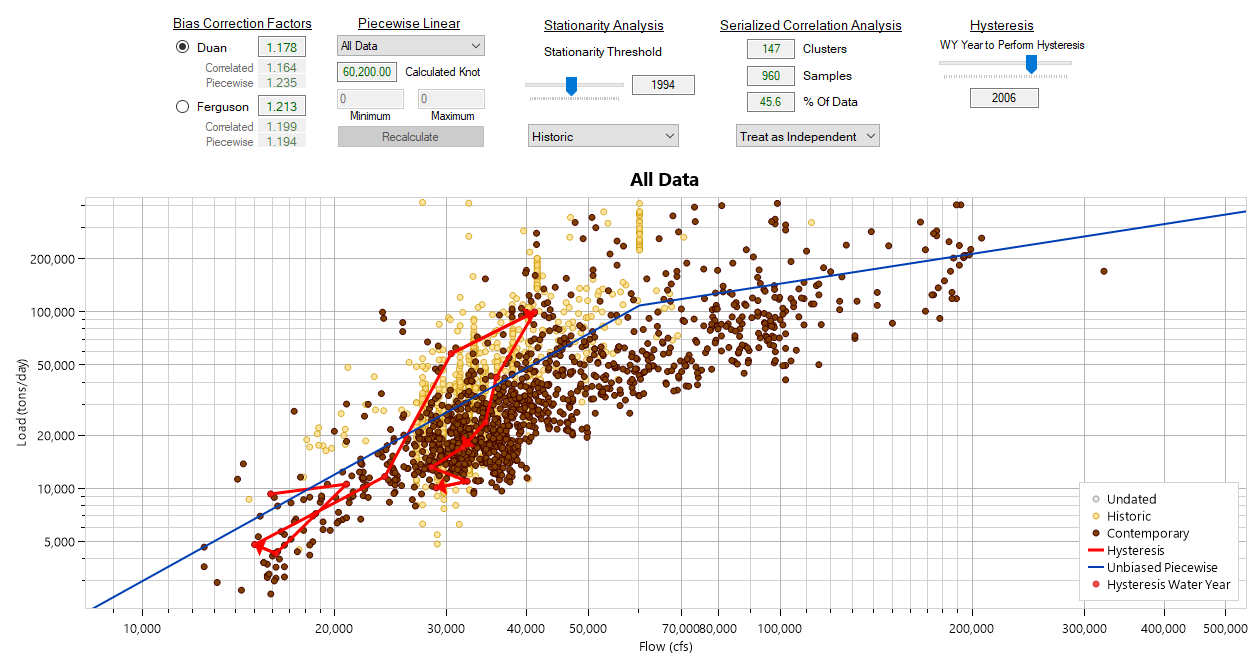 Bias Correction Factors
Duan 1.178
Correlated 1.164
Piecewise 1.235
Ferguson 1.213
Correlated 1.199
Piecewise 1.194
Piecewise Linear
All Data
60,200.00 Calculated Knot
0 0
Minimum Maximum
Recalculate
Stationarity Analysis
Stationarity Threshold
1994
Historic
Serialized Correlation Analysis
147 Clusters
960 Samples
45.6 % Of Data
Treat as Independent
Hysteresis
WY Year to Perform Hysteresis
2006
All Data
Load (tons/day)
200,000
100,000
50,000
20,000
10,000
5,000
Undated
Historic
Contemporary
Hysteresis
Unbiased Piecewise
Hysteresis Water Year
10,000 20,000 30,000 40,000 50,000 70,000 80,000 100,000 200,000 300,000 400,000 500,000
Flow (cfs)